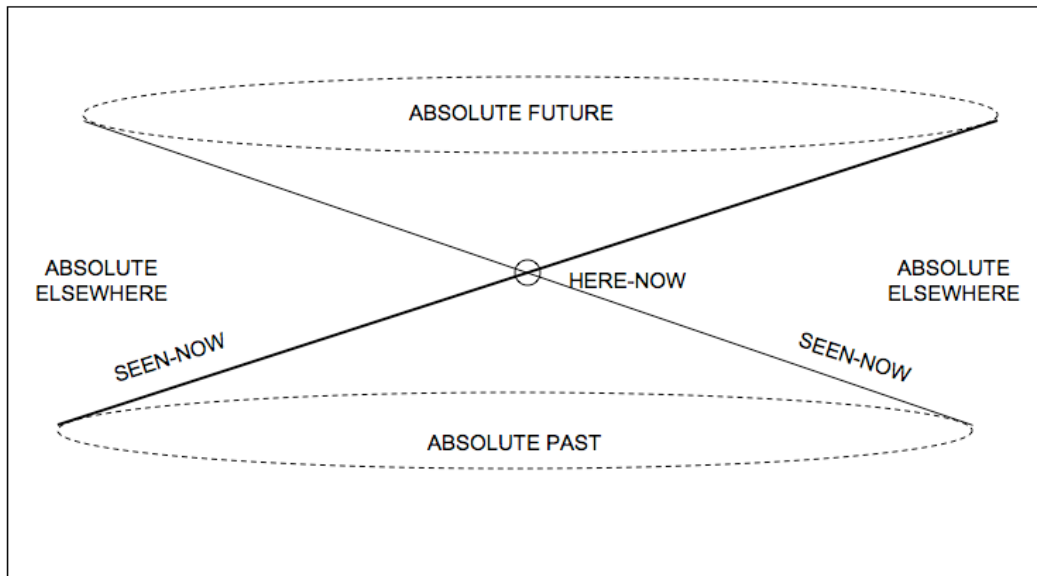 ABSOLUTE FUTURE
ABSOLUTE
ELSEWHERE
HERE-NOW
ABSOLUTE
ELSEWHERE
SEEN-NOW
SEEN-NOW
ABSOLUTE PAST